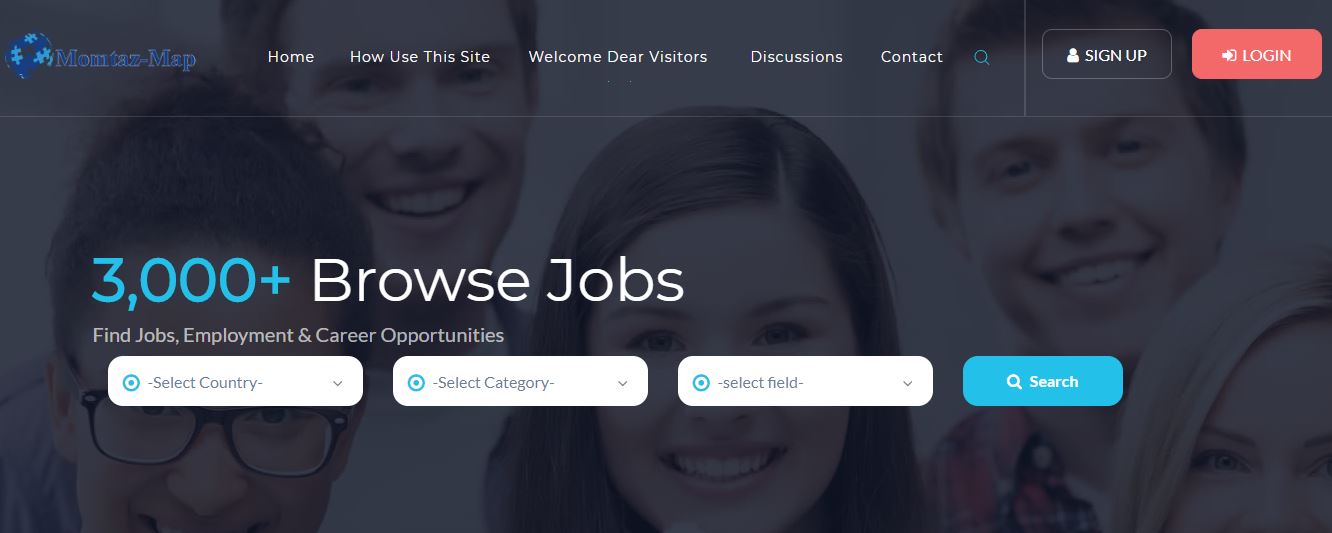 Momtaz-Map
Home
How Use This Site
Welcome Dear Visitors
Discussions
Contact
SIGN UP
LOGIN
3,000+ Browse Jobs
Find Jobs, Employment & Career Opportunities
-Select Country-
-Select Category-
-select field-
Search